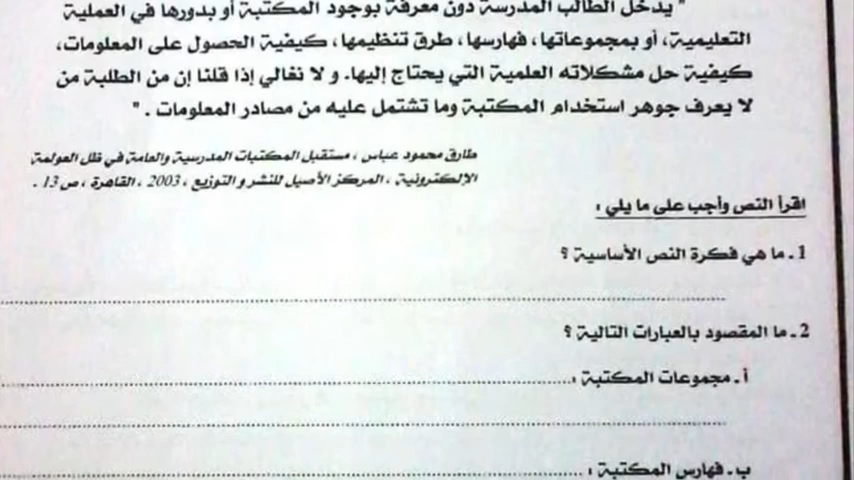 " يدخل الطالب المدرسة دون معرفة بوجود المكتبة أو بدورها في العملية
التعليمية، أو بمجموعاتها، فهارسها، طرق تنظيمها، كيفية الحصول على المعلومات،
كيفية حل مشكلاته العلمية التي يحتاج إليها. و لا نغالي إذا قلنا إن من الطلبة من
لا يعرف جوهر استخدام المكتبة وما تشتمل عليه من مصادر المعلومات . "
طارق محمود عباس ، مستقبل المكتبات المدرسية والعامة في ظل العولمة
الإلكترونية ، المركز الأصيل للنشر و التوزيع ، 2003 ، القاهرة ، ص 13 .
اقرأ النص وأجب على ما يلي :
1 ـ ما هي فكرة النص الأساسية ؟
2 ـ ما المقصود بالعبارات التالية ؟
أ ـ مجموعات المكتبة :
ب ـ فهارس المكتبة :